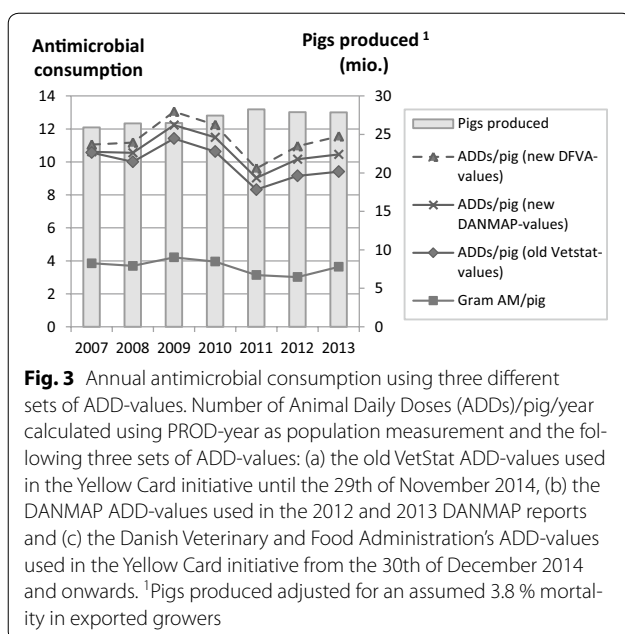 Antimicrobial consumption
Pigs produced ¹ (mio.)
14
12
10
8
6
4
2
0
30
25
20
15
10
5
0
2007 2008 2009 2010 2011 2012 2013
Pigs produced
ADDs/pig (new DFVA-
values)
ADDs/pig (new
DANMAP-values)
ADDs/pig (old Vetstat-
values)
Gram AM/pig
Fig. 3 Annual antimicrobial consumption using three different
sets of ADD-values. Number of Animal Daily Doses (ADDs)/pig/year
calculated using PROD-year as population measurement and the fol-
lowing three sets of ADD-values: (a) the old VetStat ADD-values used
in the Yellow Card initiative until the 29th of November 2014, (b) the
DANMAP ADD-values used in the 2012 and 2013 DANMAP reports
and (c) the Danish Veterinary and Food Administration's ADD-values
used in the Yellow Card initiative from the 30th of December 2014
and onwards. ¹Pigs produced adjusted for an assumed 3.8 % mortal-
ity in exported growers